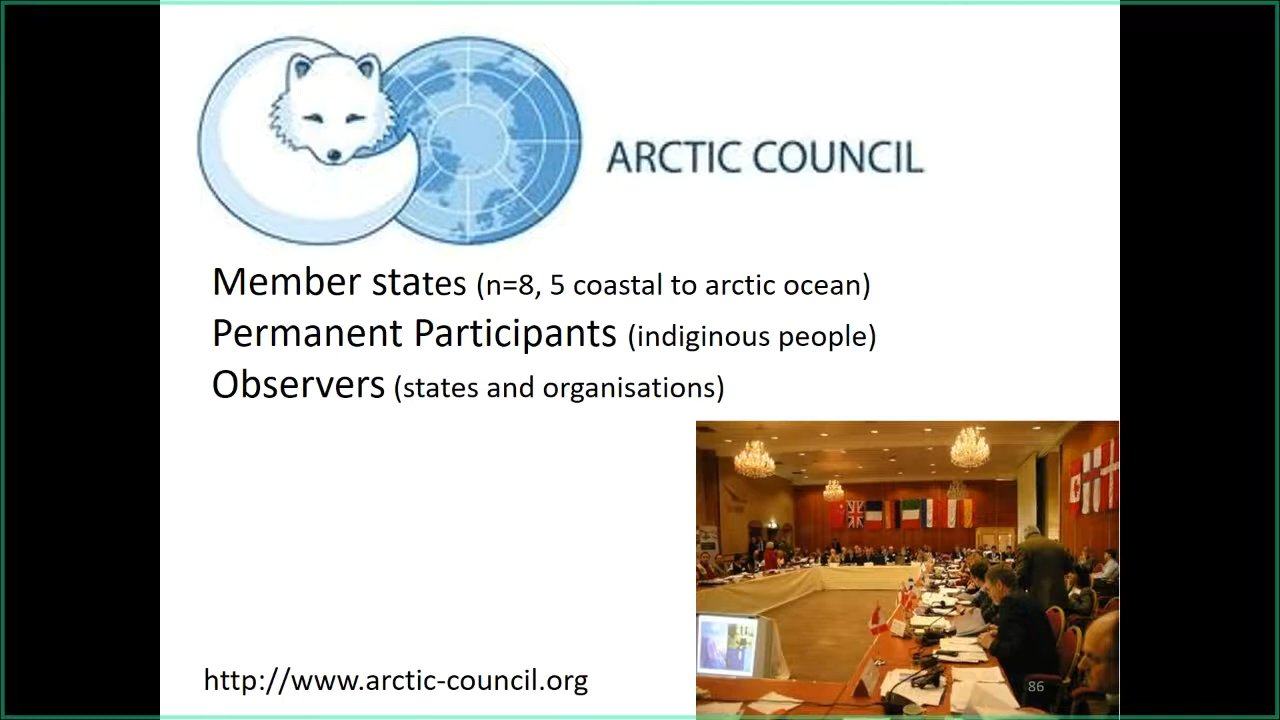 ARCTIC COUNCIL
Member states (n=8, 5 coastal to arctic ocean)
Permanent Participants (indiginous people)
Observers (states and organisations)
http://www.arctic-council.org
86